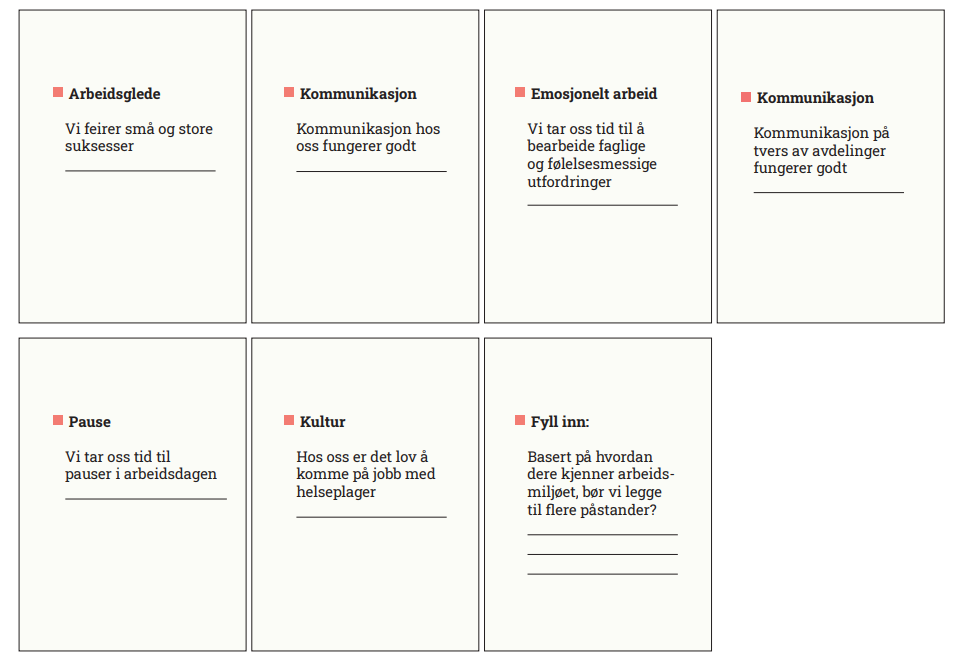 Arbeidsglede
Vi feirer små og store
suksesser
Kommunikasjon
Kommunikasjon hos
oss fungerer godt
Emosjonelt arbeid
Vi tar oss tid til å
bearbeide faglige
og følelsesmessige
utfordringer
Kommunikasjon
Kommunikasjon på
tvers av avdelinger
fungerer godt
Pause
Vi tar oss tid til
pauser i arbeidsdagen
Kultur
Hos oss er det lov å
komme på jobb med
helseplager
Fyll inn:
Basert på hvordan
dere kjenner arbeids-
miljøet, bør vi legge
til flere påstander?